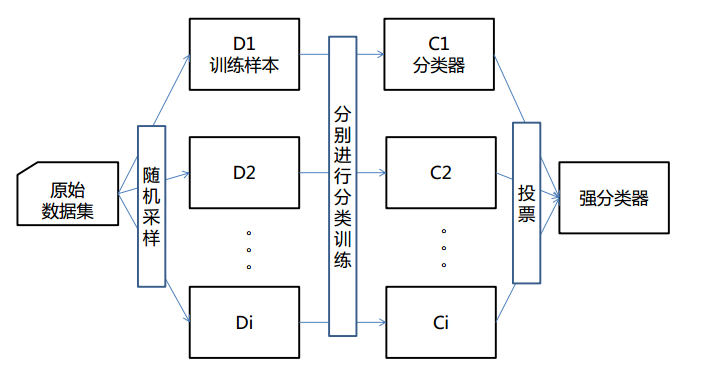 原始
数据集
随机采样
D1
训练样本
D2
。
。
。
Di
分别进行分类训练
C1
分类器
C2
。
。
。
Ci
投票
强分类器